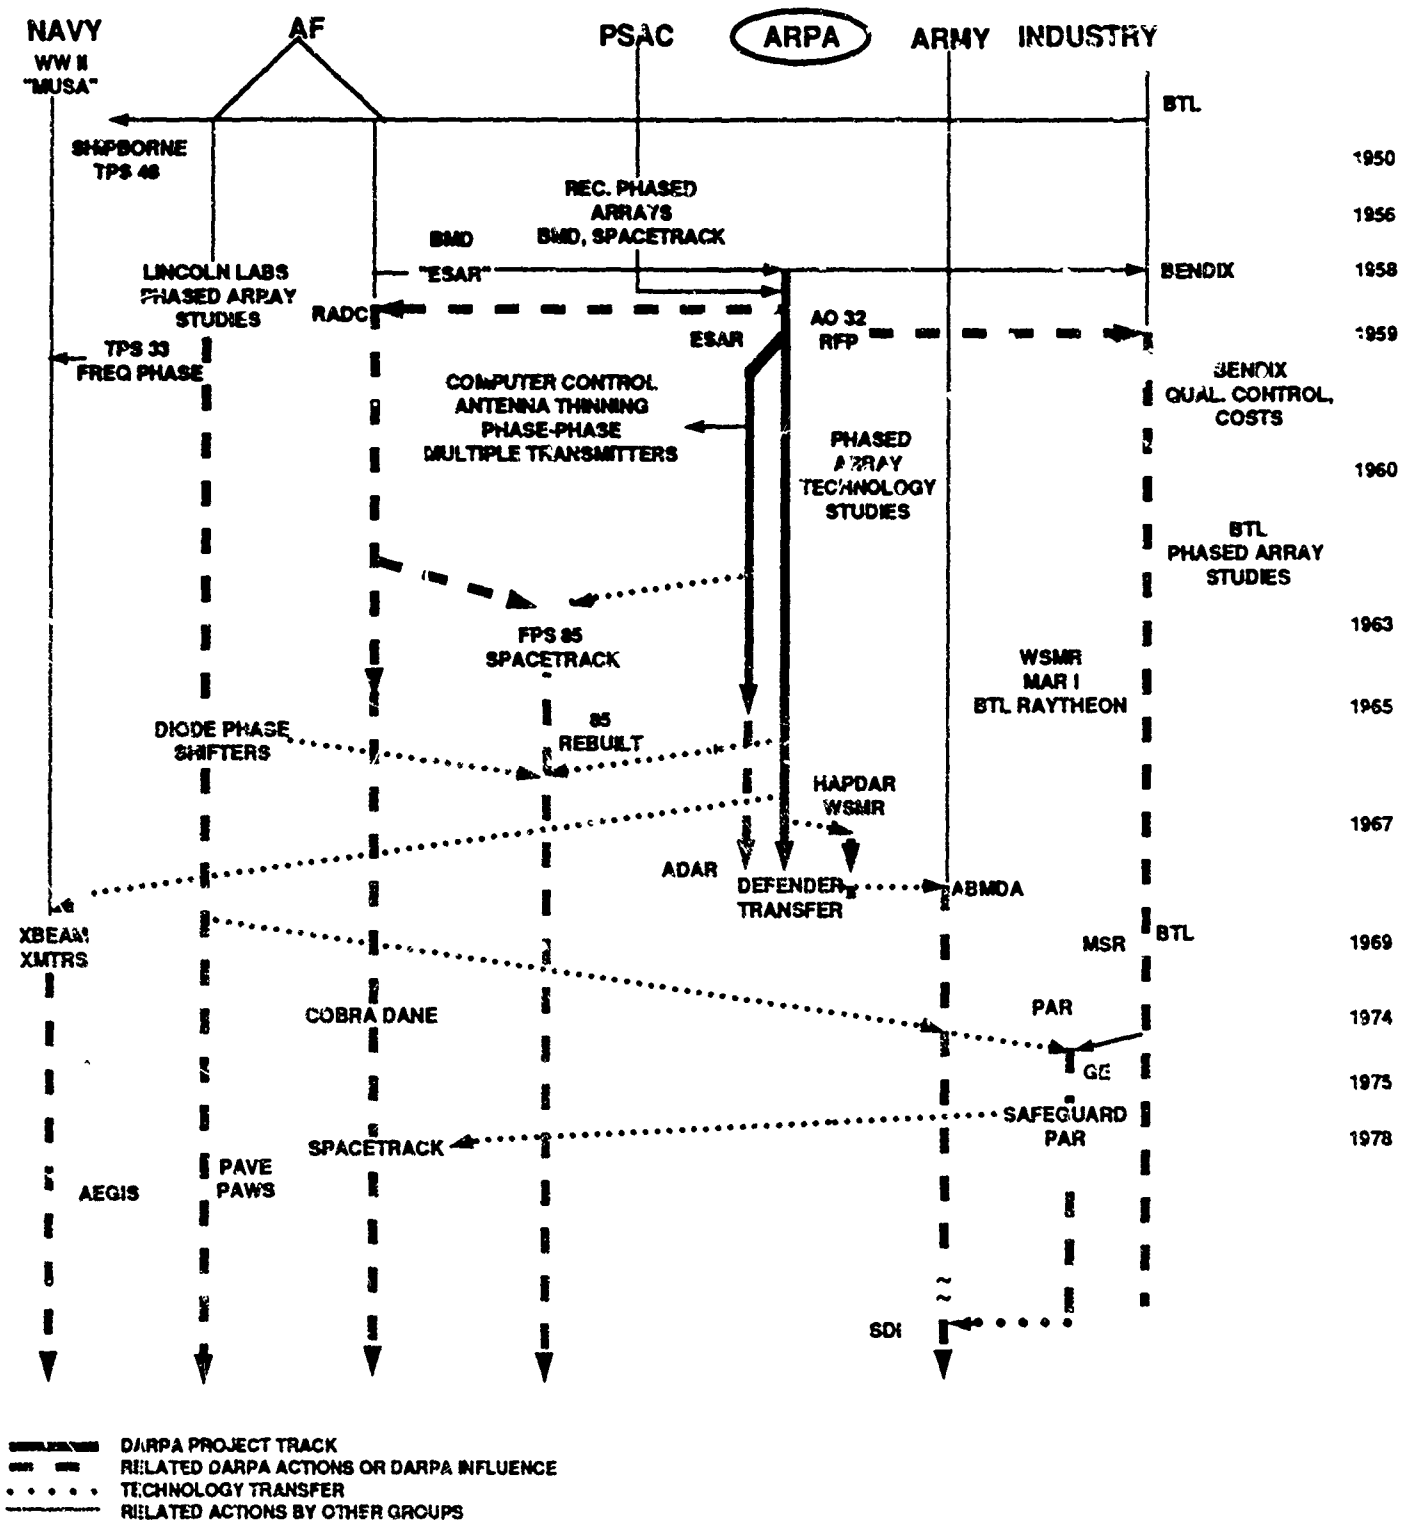 NAVY
AF
PSAC
ARPA
ARMY
INDUSTRY
WW II
"MUSA"
BTL
SHIPBORNE
TPS 48
1950
REC. PHASED
ARRAYS
BMD, SPACETRACK
1956
BMD
"ESAR"
LINCOLN LABS
PHASED ARRAY
STUDIES
BENDIX
1958
RADC
ESAR
AO 32
RFP
1959
TPS 33
FREQ PHASE
COMPUTER CONTROL
ANTENNA THINNING
PHASE-PHASE
MULTIPLE TRANSMITTERS
BENDIX
QUAL. CONTROL,
COSTS
PHASED
ARRAY
TECHNOLOGY
STUDIES
1960
BTL
PHASED ARRAY
STUDIES
FPS 85
SPACETRACK
1963
WSMR
MAR I
BTL RAYTHEON
1965
DIODE PHASE
SHIFTERS
85
REBUILT
HAPDAR
WSMR
1967
ADAR
DEFENDER
TRANSFER
ABMDA
XBEAM
XMTRS
MSR
BTL
1969
COBRA DANE
PAR
1974
GE
1975
SAFEGUARD
PAR
SPACETRACK
1978
AEGIS
PAVE
PAWS
SDI
DARPA PROJECT TRACK
RELATED DARPA ACTIONS OR DARPA INFLUENCE
TECHNOLOGY TRANSFER
RELATED ACTIONS BY OTHER GROUPS